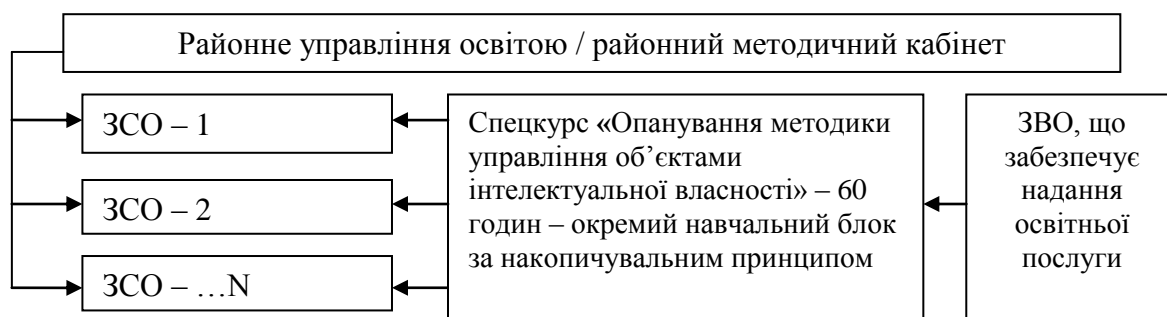 Районне управління освітою / районний методичний кабінет
ЗСО – 1
ЗСО – 2
ЗСО – …N
Спецкурс «Опанування методики
управління об’єктами
інтелектуальної власності» – 60
годин – окремий навчальний блок
за накопичувальним принципом
ЗВО, що
забезпечує
надання
освітньої
послуги